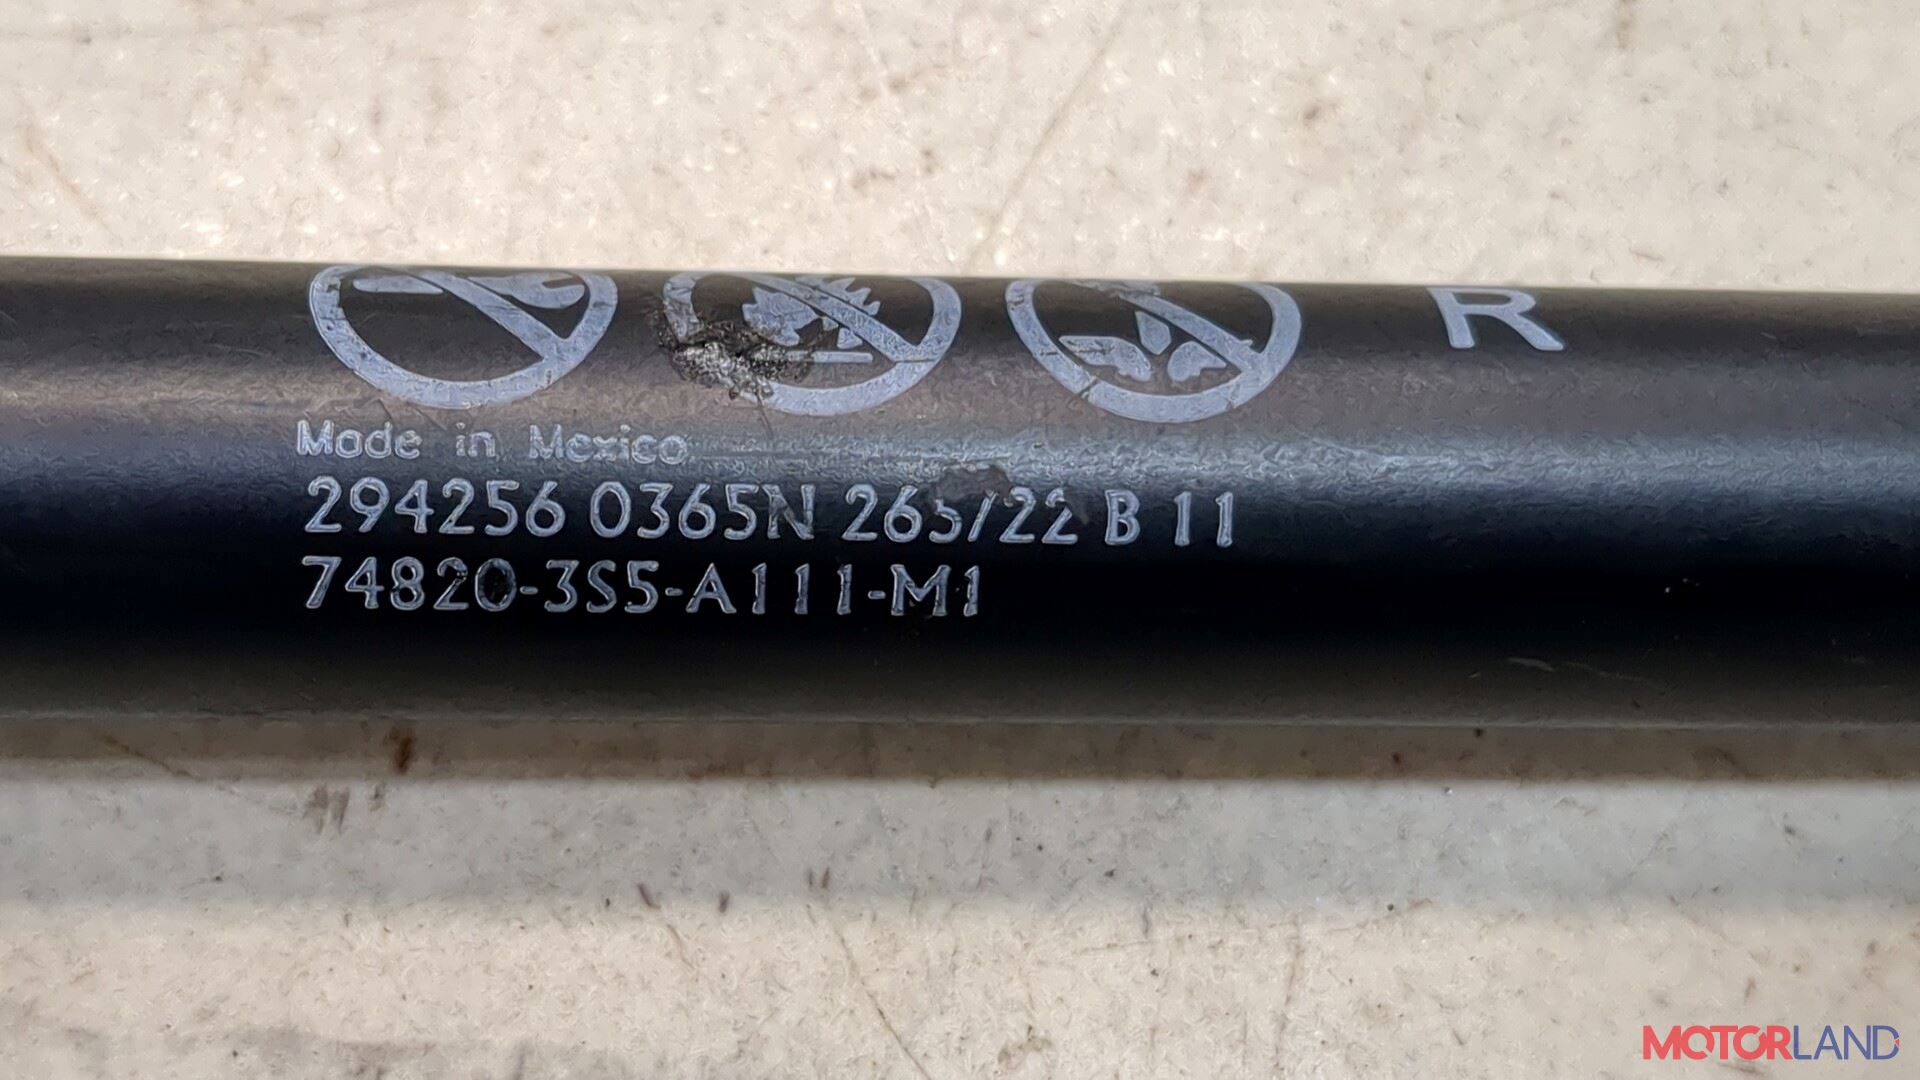 R
Made in Mexico
294256 0365N 265/22 B 11
74820-3S5-A111-M1
MOTORLAND